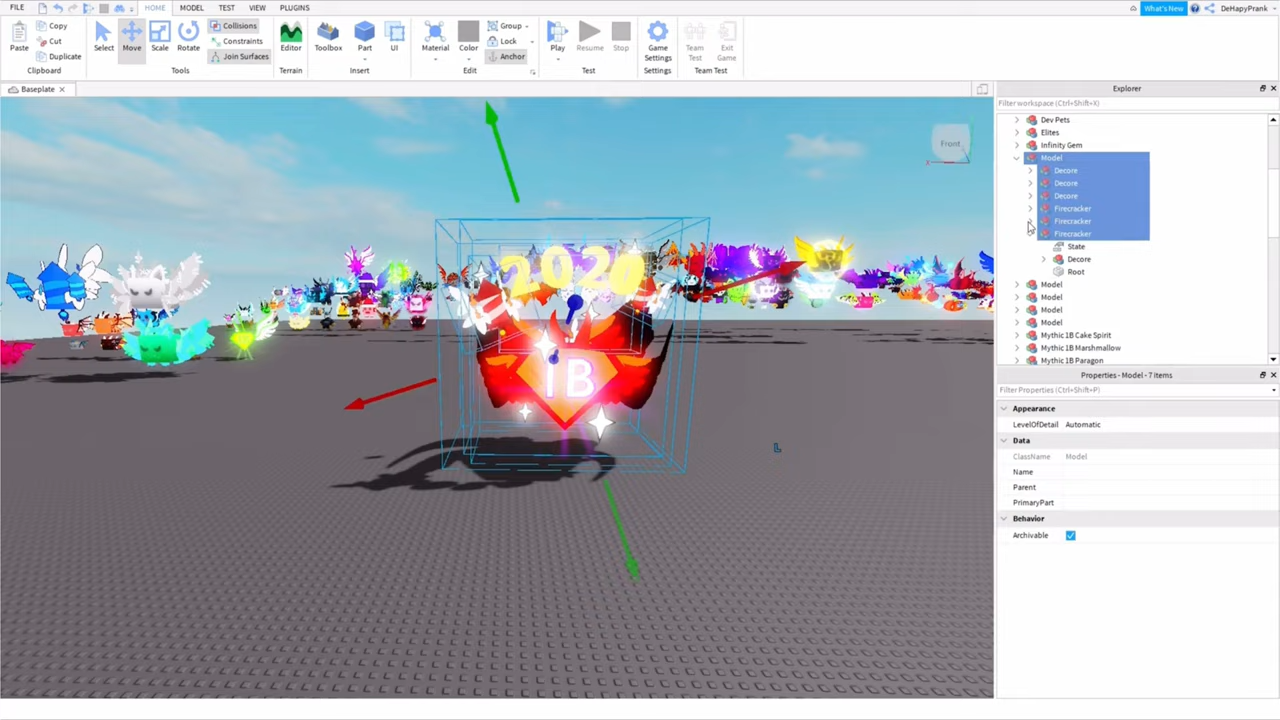 FILE HOME MODEL TEST VIEW PLUGINS What's New DeHapyPrank
Copy Collisions Group
Cut Constraints Lock
Paste Duplicate Select Move Scale Rotate Join Surfaces Editor Toolbox Part UI Material Color Anchor Play Resume Stop Game Settings Team Test Exit Game
Clipboard Tools Terrain Insert Edit Test Settings Team Test
Baseplate
Explorer
Filter workspace (Ctrl+Shift+X)
Dev Pets
Elites
Infinity Gem
Model
Decore
Decore
Decore
Firecracker
Firecracker
Firecracker
State
Decore
Root
Model
Model
Model
Model
Mythic 1B Cake Spirit
Mythic 1B Marshmallow
Mythic 1B Paragon
Properties - Model - 7 items
Filter Properties (Ctrl+Shift+P)
Appearance
LevelOfDetail Automatic
Data
ClassName Model
Name
Parent
PrimaryPart
Behavior
Archivable
Front
X
2020
1B
L